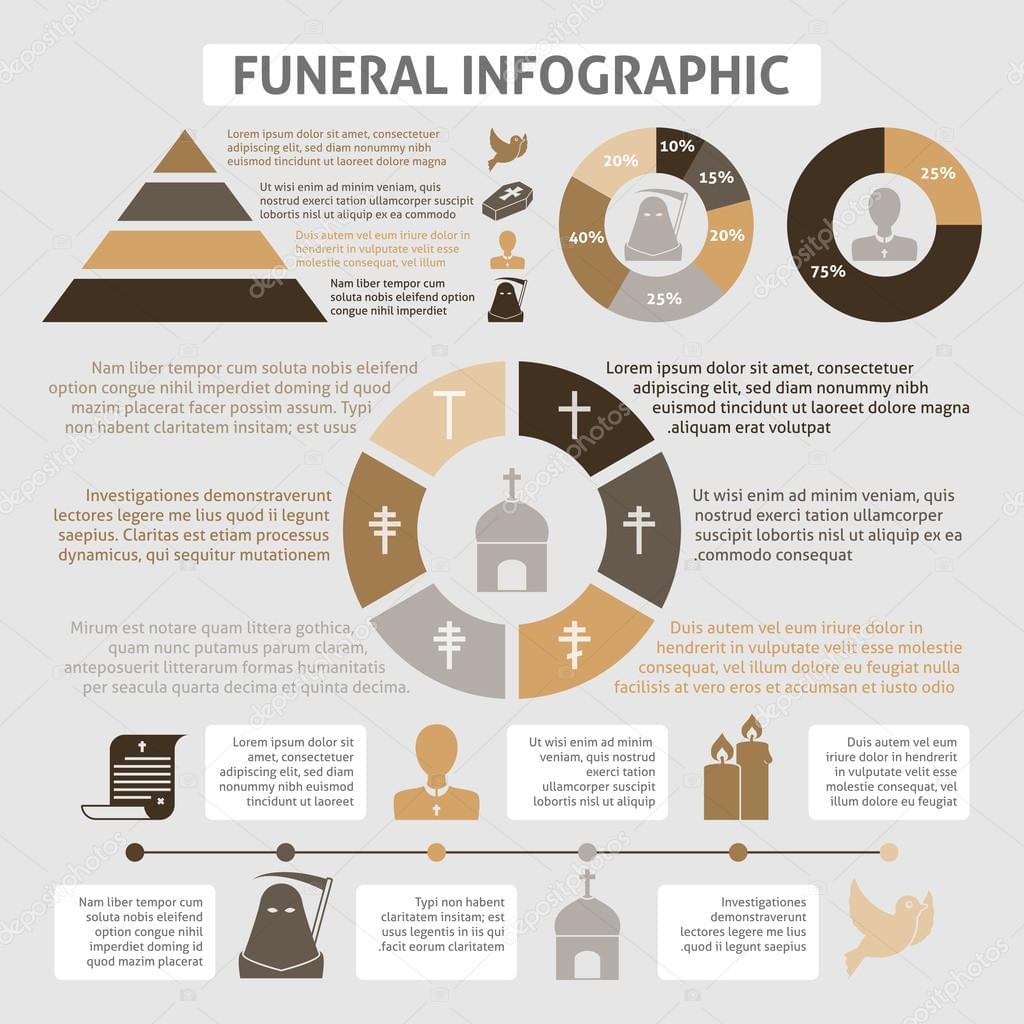 FUNERAL INFOGRAPHIC
Lorem ipsum dolor sit amet, consectetur
adipiscing elit, sed diam nonummy nibh
euismod tincidunt ut laoreet dolore magna
Ut wisi enim ad minim veniam, quis
nostrud exerci tation ullamcorper suscipit
lobortis nisl ut aliquip ex ea commodo
Duis autem vel eum iriure dolor in
hendrerit in vulputate velit esse
molestie consequat, vel illum
Nam liber tempor cum
soluta nobis eleifend option
congue nihil imperdiet
10%
15%
20%
25%
40%
20%
25%
75%
Nam liber tempor cum soluta nobis eleifend
option congue nihil imperdiet doming id quod
mazim placerat facer possim assum. Typi
non habent claritatem insitam; est usus
Lorem ipsum dolor sit amet, consectetuer
adipiscing elit, sed diam nonummy nibh
euismod tincidunt ut laoreet dolore magna
.aliquam erat volutpat
Investigationes demonstraverunt
lectores legere me lius quod ii legunt
saepius. Claritas est etiam processus
dynamicus, qui sequitur mutationem
Ut wisi enim ad minim veniam, quis
nostrud exerci tation ullamcorper
suscipit lobortis nisl ut aliquip ex ea
.commodo consequat
Mirum est notare quam littera gothica,
quam nunc putamus parum claram,
anteposuerit litterarum formas humanitatis
per seacula quarta decima et quinta decima.
Duis autem vel eum iriure dolor in
hendrerit in vulputate velit esse molestie
consequat, vel illum dolore eu feugiat nulla
facilisis at vero eros et accumsan et iusto odio
Lorem ipsum dolor sit
amet, consectetuer
adipiscing elit, sed diam
nonummy nibh euismod
tincidunt ut laoreet
Ut wisi enim ad minim
veniam, quis nostrud
exerci tation
ullamcorper suscipit
lobortis nisl ut aliquip
Duis autem vel eum
iriure dolor in hendrerit
in vulputate velit esse
molestie consequat, vel
illum dolore eu feugiat
Nam liber tempor cum
soluta nobis eleifend
option congue nihil
imperdiet doming id
quod mazim placerat
Typi non habent
claritatem insitam; est
usus legentis in iis qui
.facit eorum claritatem
Investigationes
demonstraverunt
lectores legere me lius
.quod ii legunt saepius
depositphotos